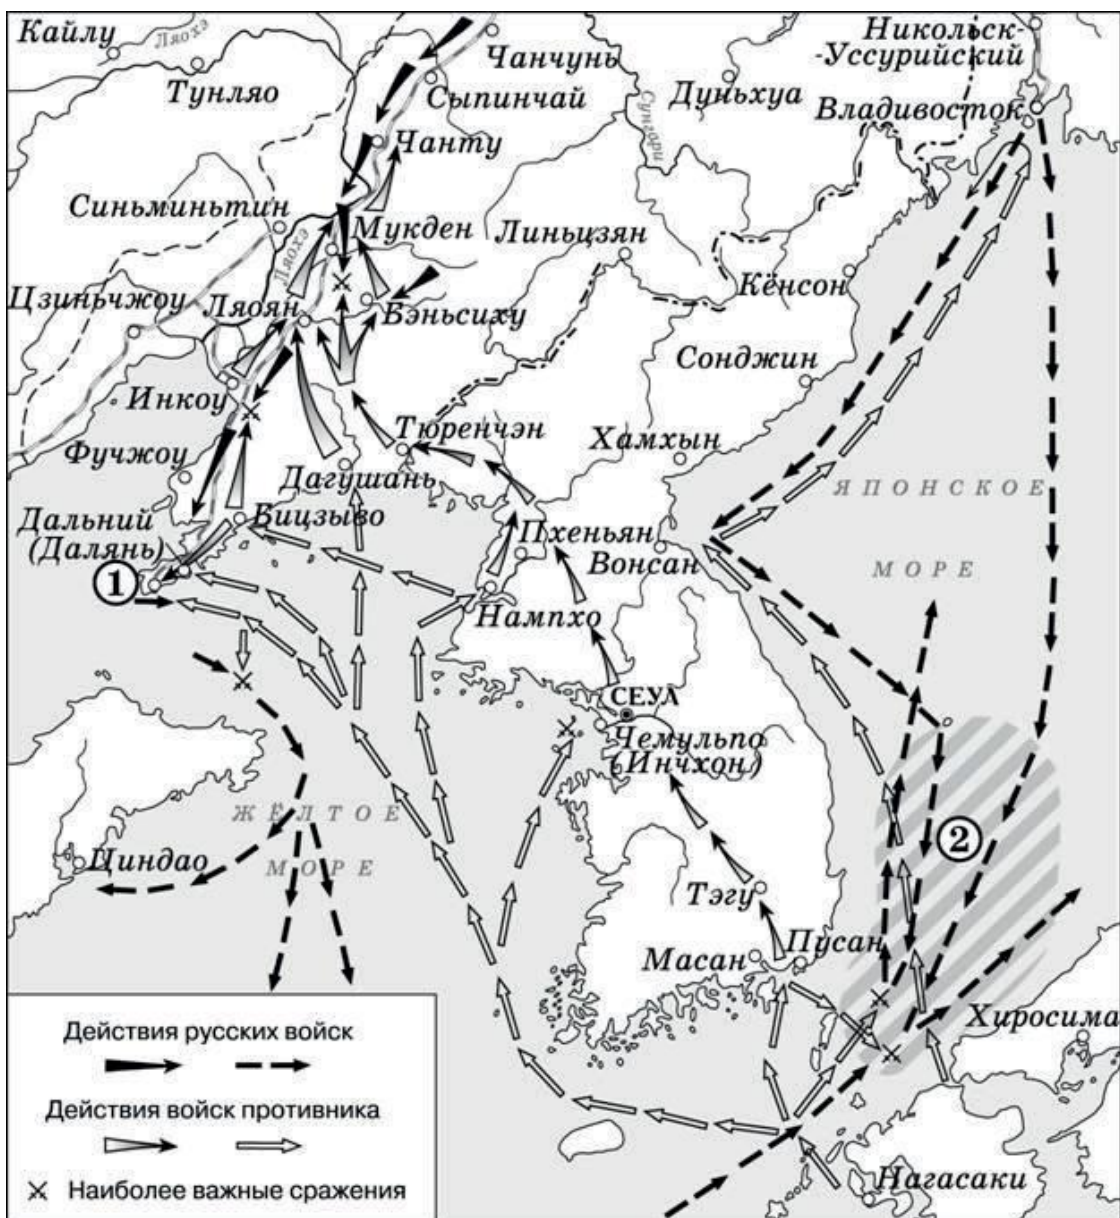 Кайлу
Ляохэ
Тунляо
Чанчунь
Сыпинчай
Чанту
Сунгари
Дуньхуа
Никольск-
-Уссурийский
Владивосток
Синьминьтин
Ляохэ
Мукден
Линьцзян
Кёнсон
Цзиньчжоу
Ляоян
Бэньсиху
Сонджин
Инкоу
Тюренчэн
Хамхын
Фучжоу
Дагушань
ЯПОНСКОЕ
МОРЕ
Дальний
(Далянь)
Бицзыво
Пхеньян
Вонсан
1
Нампхо
СЕУЛ
Чемульпо
(Инчхон)
ЖЁЛТОЕ
МОРЕ
Циндао
2
Тэгу
Масан
Пусан
Хиросима
Нагасаки
Действия русских войск
Действия войск противника
Наиболее важные сражения